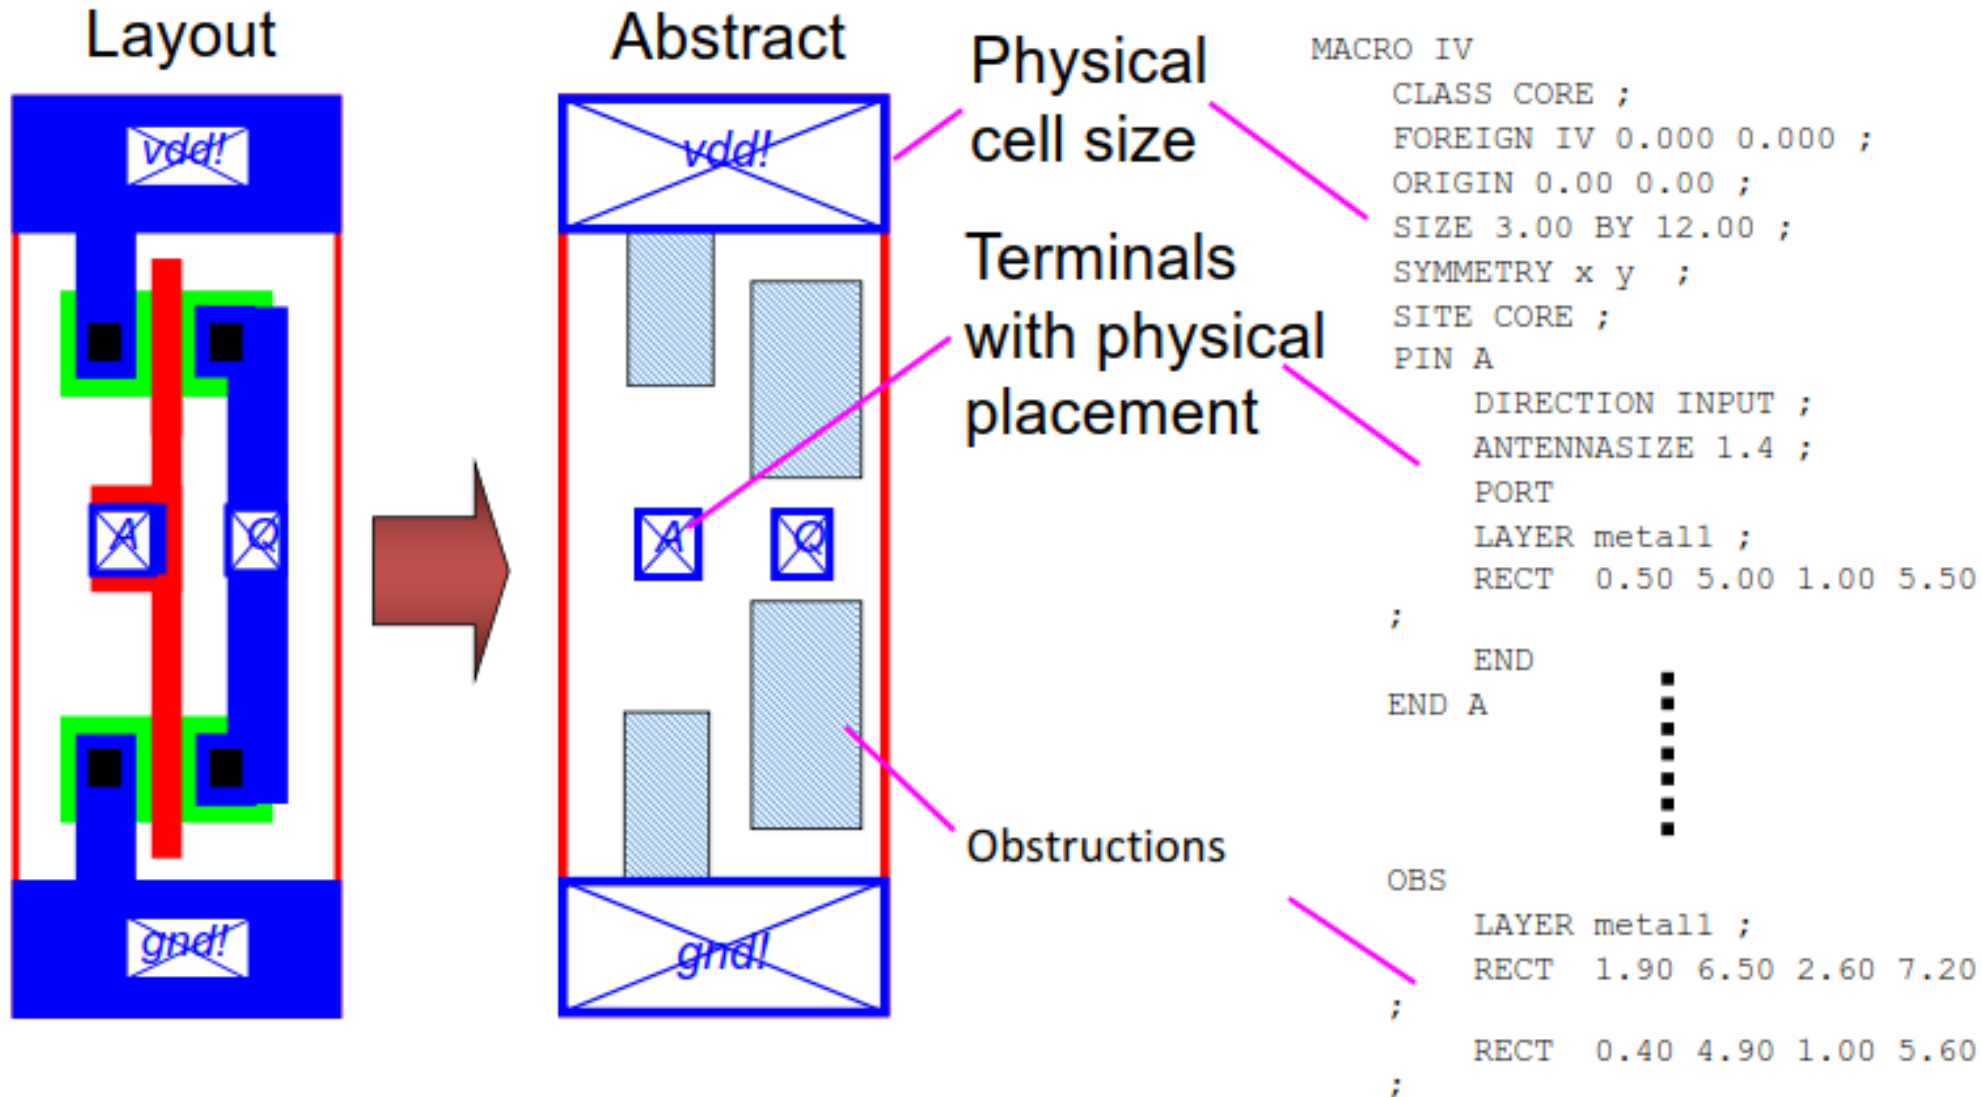 Layout
vdd!
A
Q
gnd!
Abstract
vdd!
A
Q
gnd!
Physical
cell size
Terminals
with physical
placement
Obstructions
MACRO IV
CLASS CORE ;
FOREIGN IV 0.000 0.000 ;
ORIGIN 0.00 0.00 ;
SIZE 3.00 BY 12.00 ;
SYMMETRY x y ;
SITE CORE ;
PIN A
DIRECTION INPUT ;
ANTENNASIZE 1.4 ;
PORT
LAYER metal1 ;
RECT 0.50 5.00 1.00 5.50
;
END
END A
OBS
LAYER metal1 ;
RECT 1.90 6.50 2.60 7.20
;
RECT 0.40 4.90 1.00 5.60
;